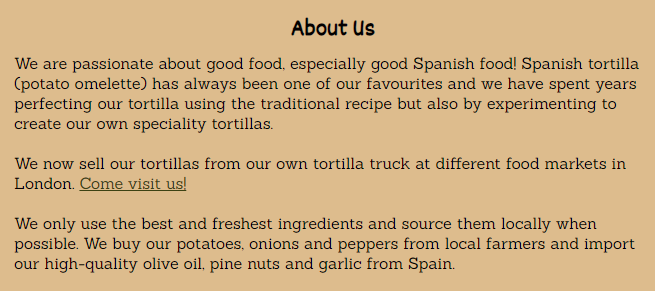 About Us
We are passionate about good food, especially good Spanish food! Spanish tortilla
(potato omelette) has always been one of our favourites and we have spent years
perfecting our tortilla using the traditional recipe but also by experimenting to
create our own speciality tortillas.
We now sell our tortillas from our own tortilla truck at different food markets in
London. Come visit us!
We only use the best and freshest ingredients and source them locally when
possible. We buy our potatoes, onions and peppers from local farmers and import
our high-quality olive oil, pine nuts and garlic from Spain.